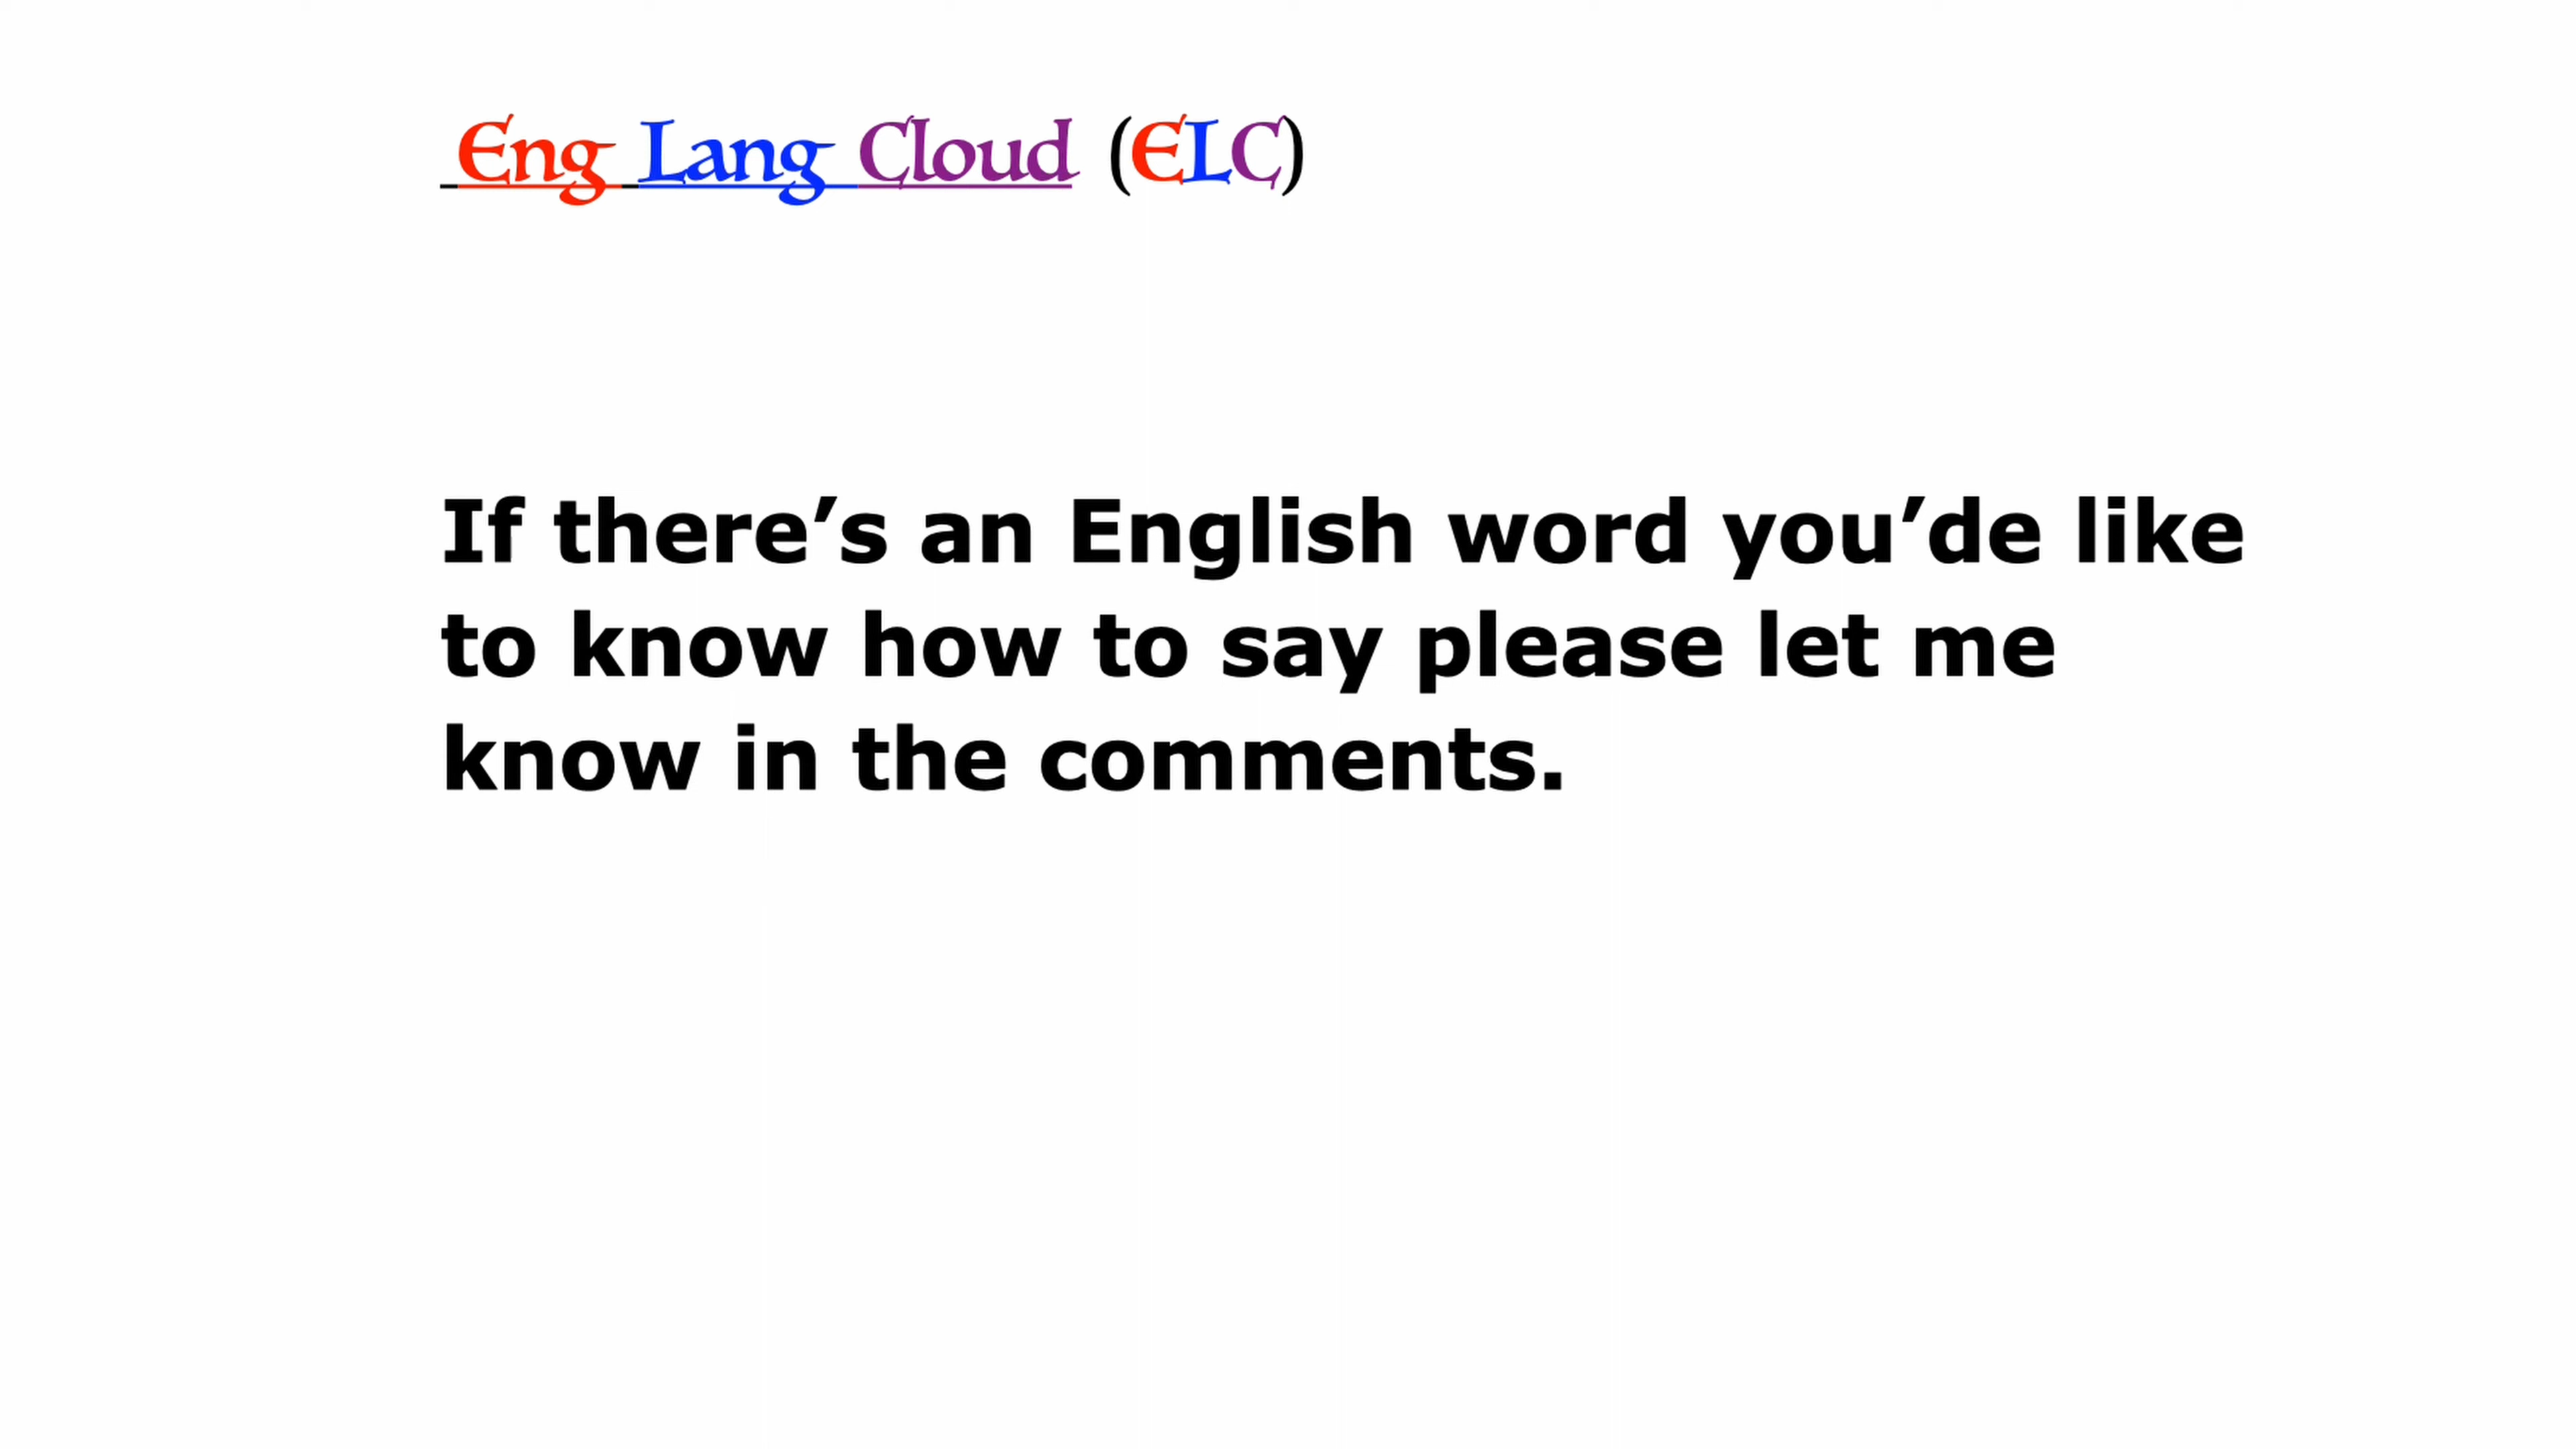 Eng Lang Cloud (ELC)
If there’s an English word you’de like
to know how to say please let me
know in the comments.